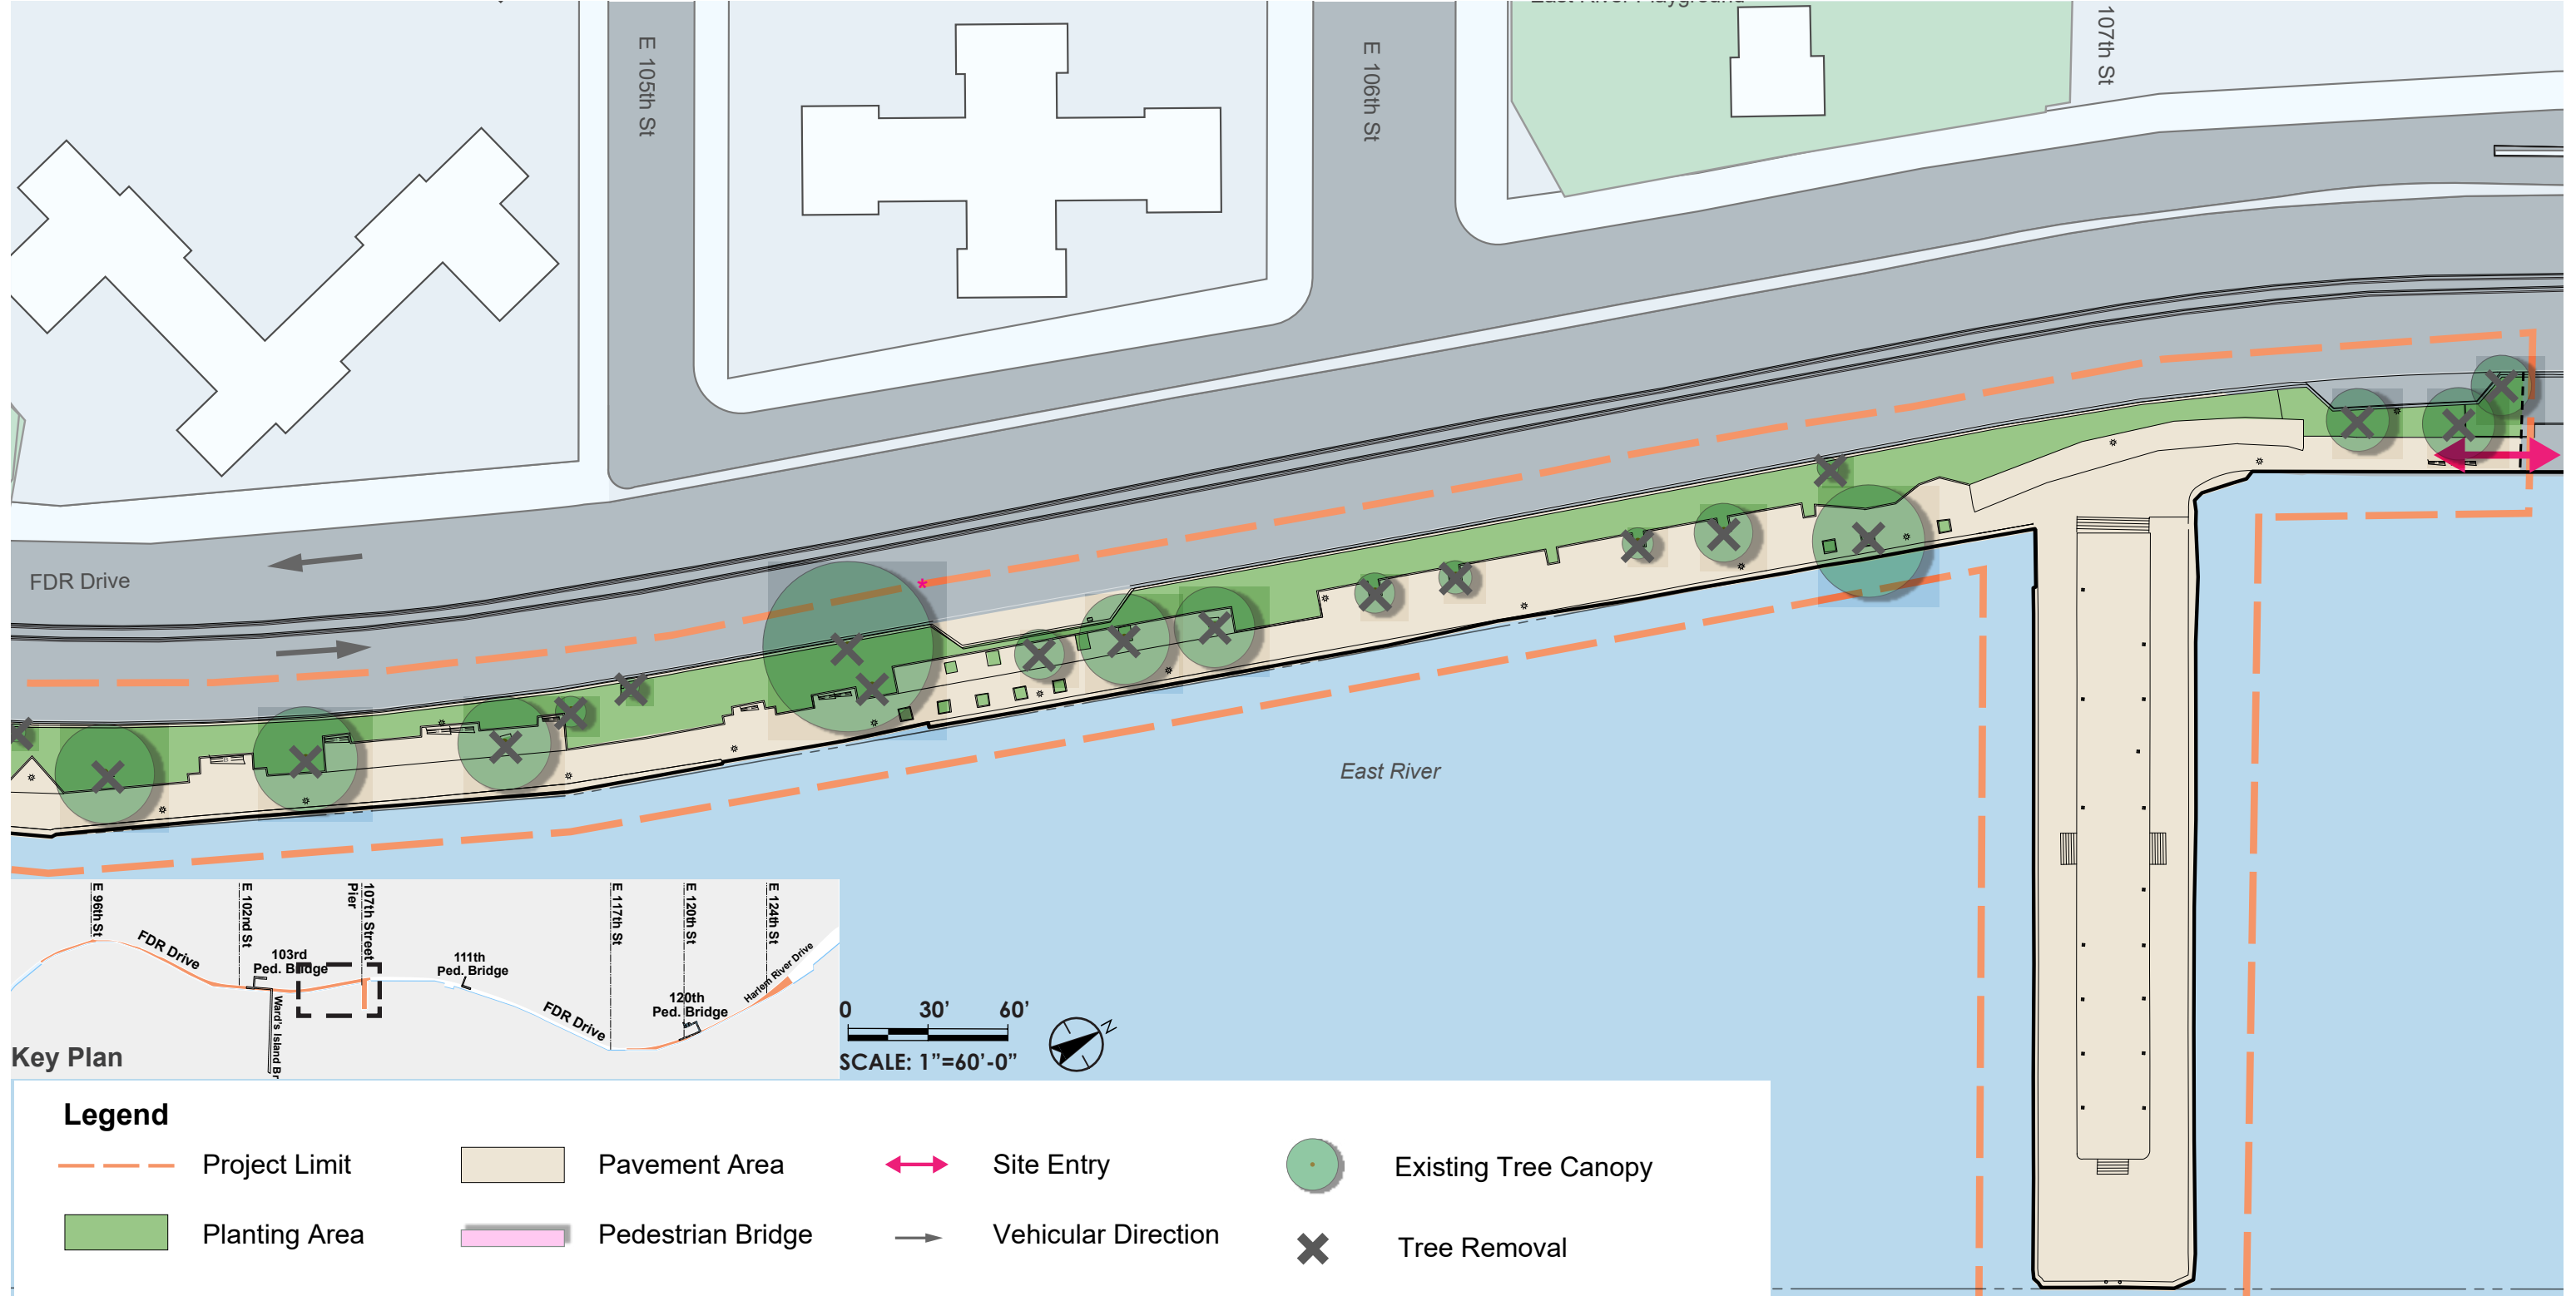 E 105th St
E 106th St
East River Playground
107th St
FDR Drive
East River
E 96th St
E 102nd St
107th Street
Pier
E 117th St
E 120th St
E 124th St
FDR Drive
103rd
Ped. Bridge
111th
Ped. Bridge
Harlem River Drive
120th
Ped. Bridge
FDR Drive
Ward's Island Br
Key Plan
0 30’ 60’
SCALE: 1”=60’-0”
N
Legend
Project Limit
Pavement Area
Site Entry
Existing Tree Canopy
Planting Area
Pedestrian Bridge
Vehicular Direction
Tree Removal